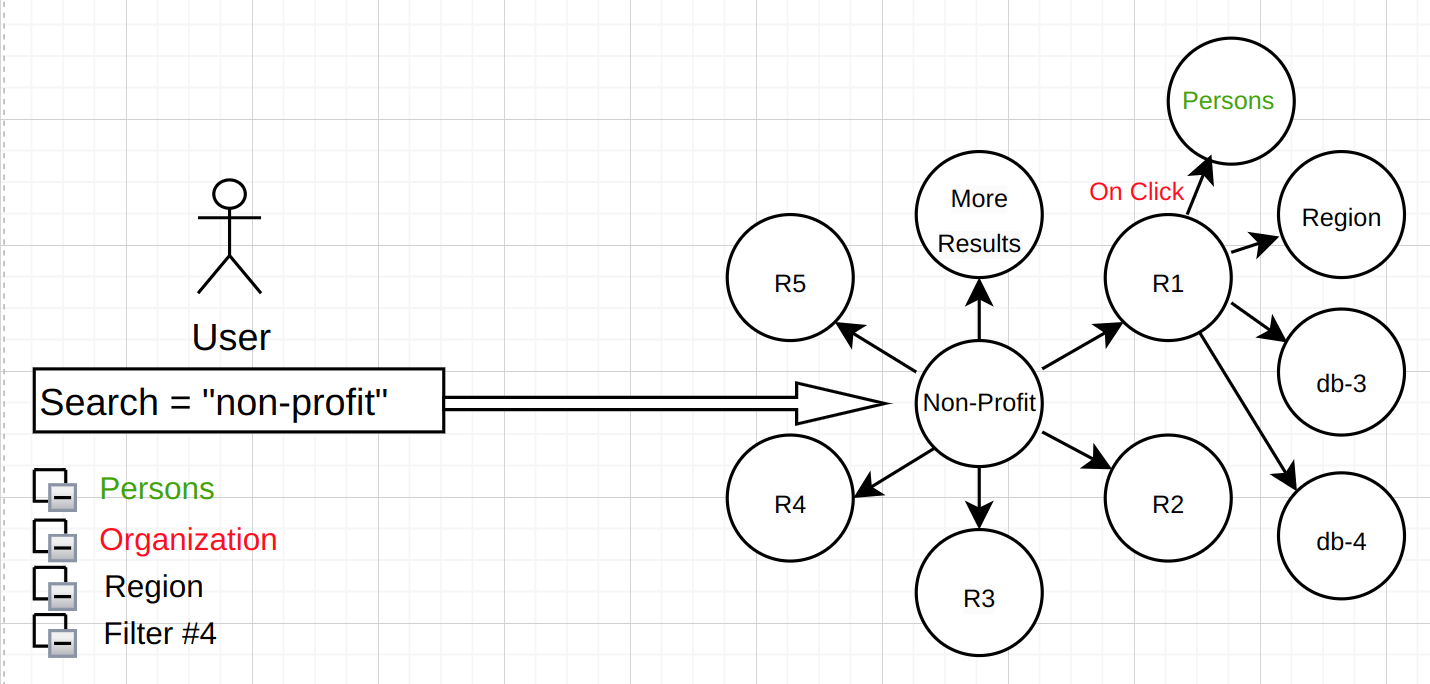 User
Search = "non-profit"
Persons
Organization
Region
Filter #4
Persons
On Click
Region
More
Results
R5
R1
Non-Profit
db-3
R4
R2
db-4
R3